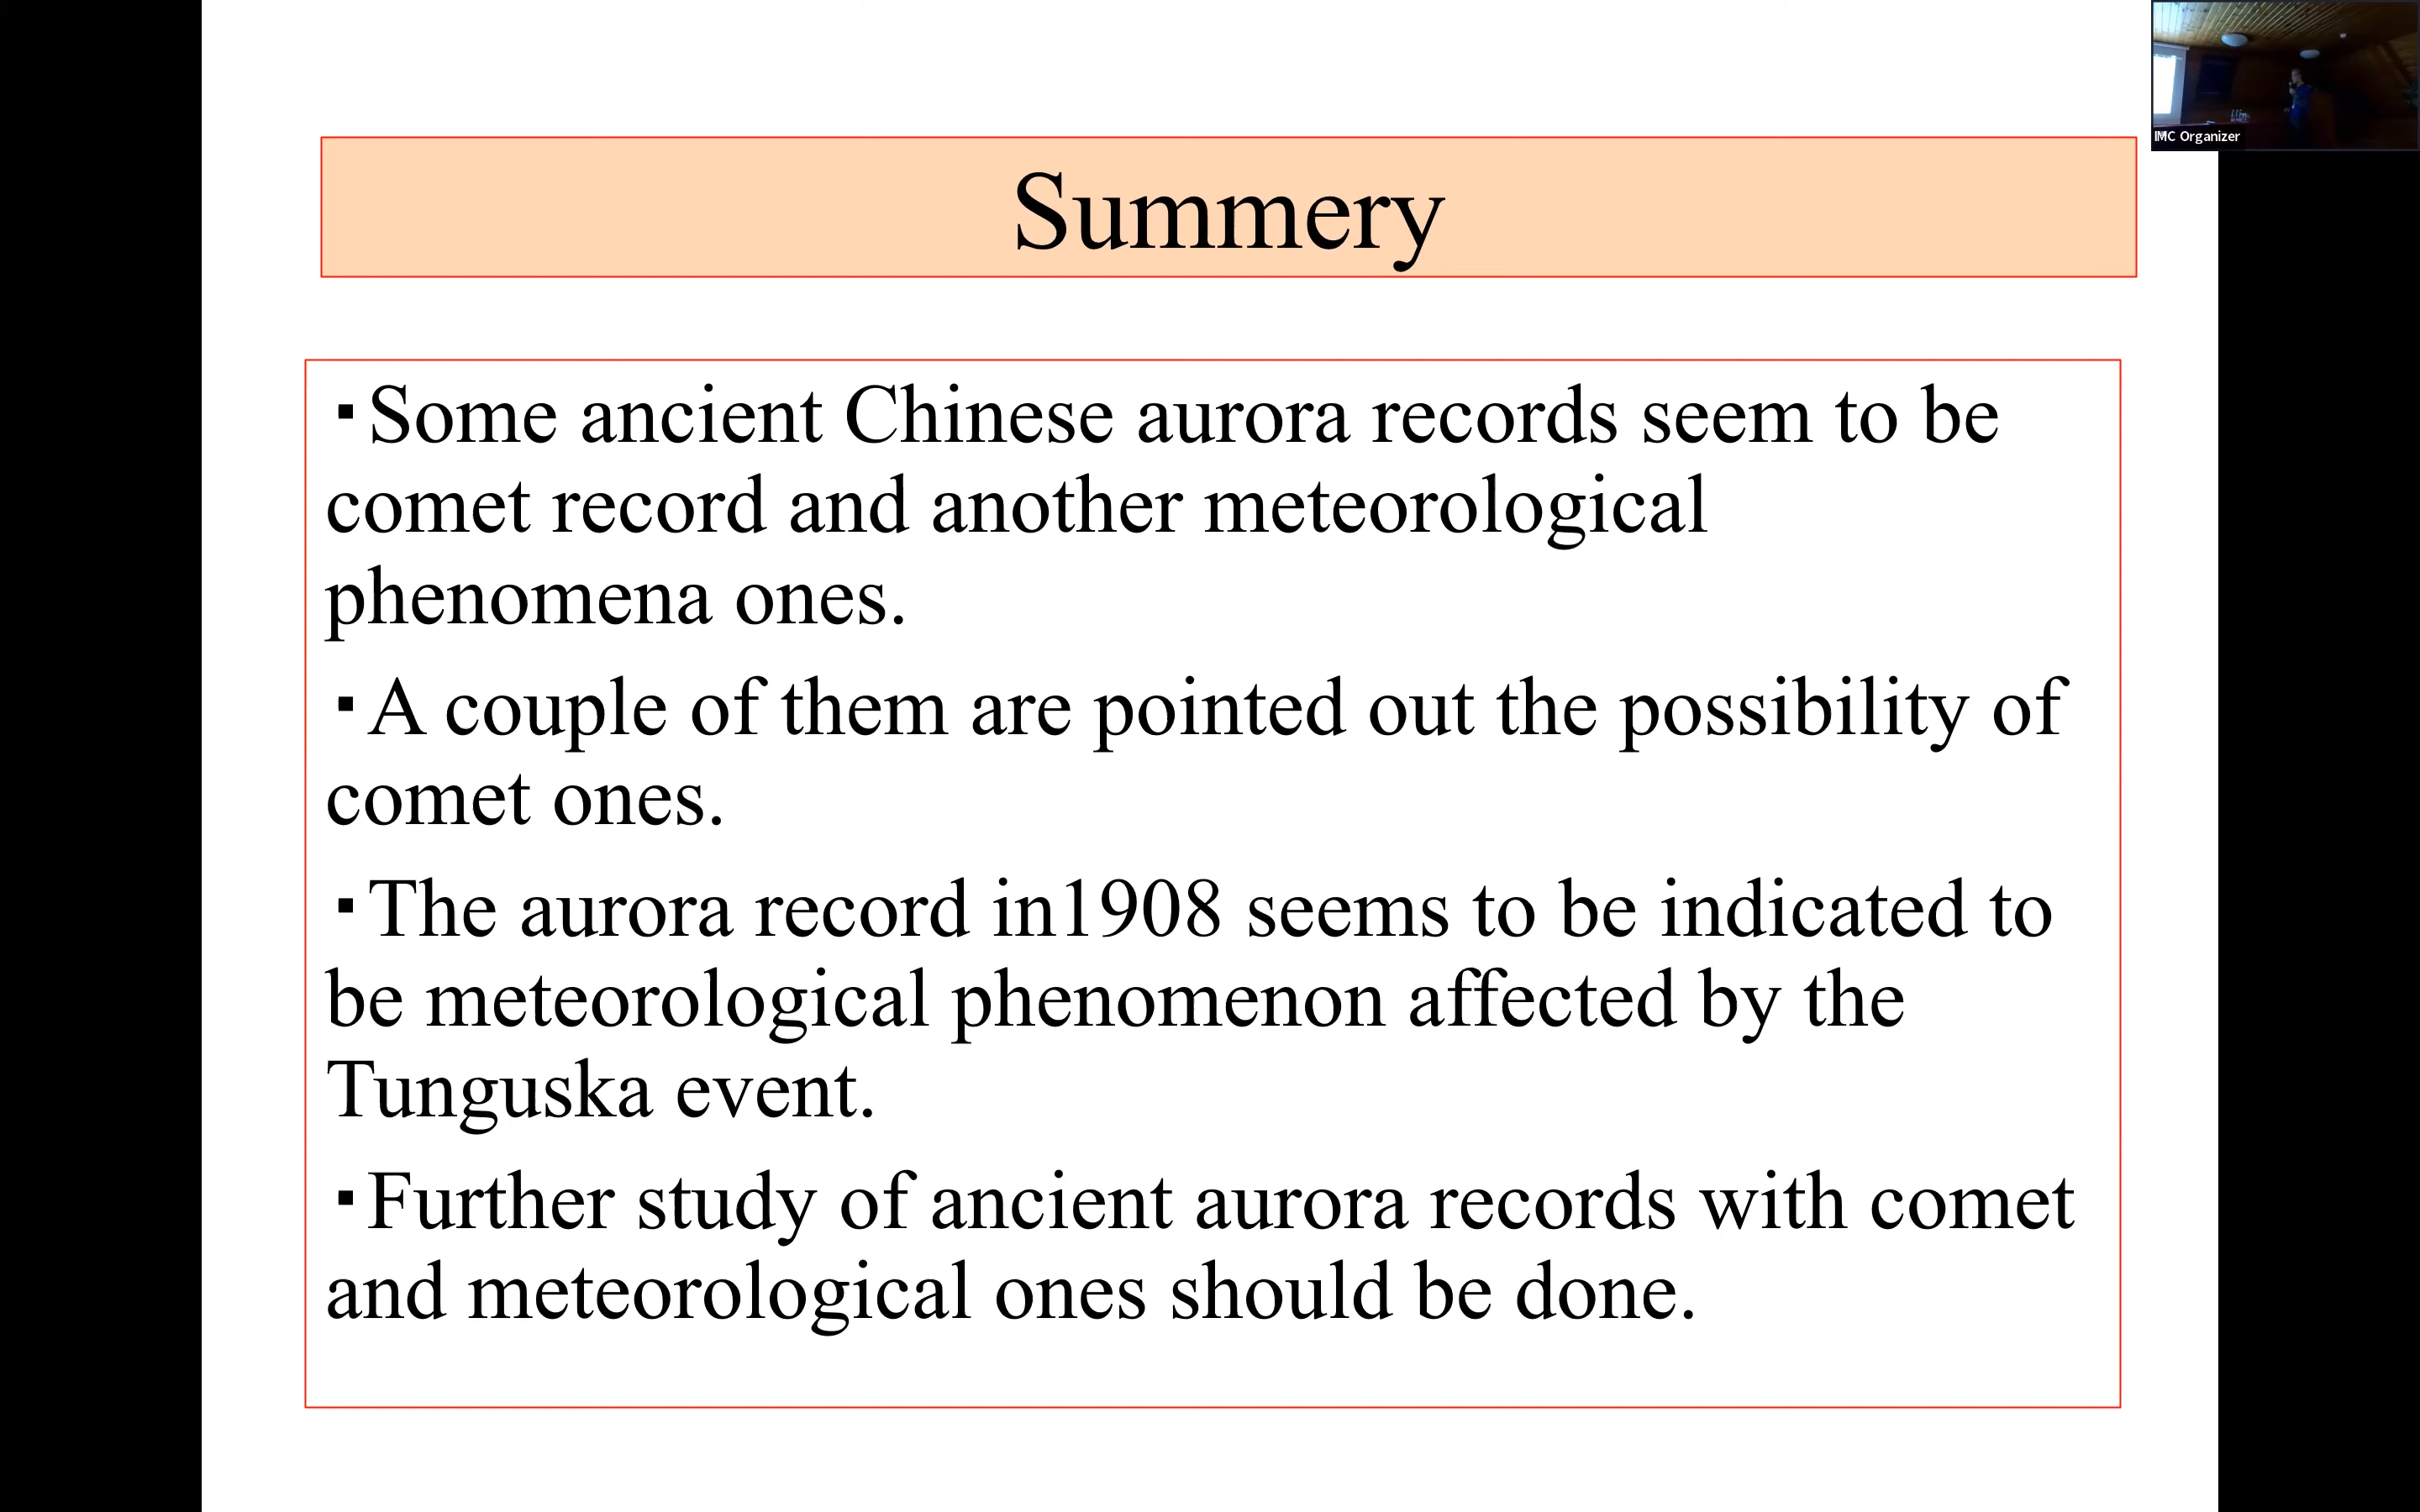 IMC Organizer
Summery
▪Some ancient Chinese aurora records seem to be
comet record and another meteorological
phenomena ones.
▪A couple of them are pointed out the possibility of
comet ones.
▪The aurora record in1908 seems to be indicated to
be meteorological phenomenon affected by the
Tunguska event.
▪Further study of ancient aurora records with comet
and meteorological ones should be done.